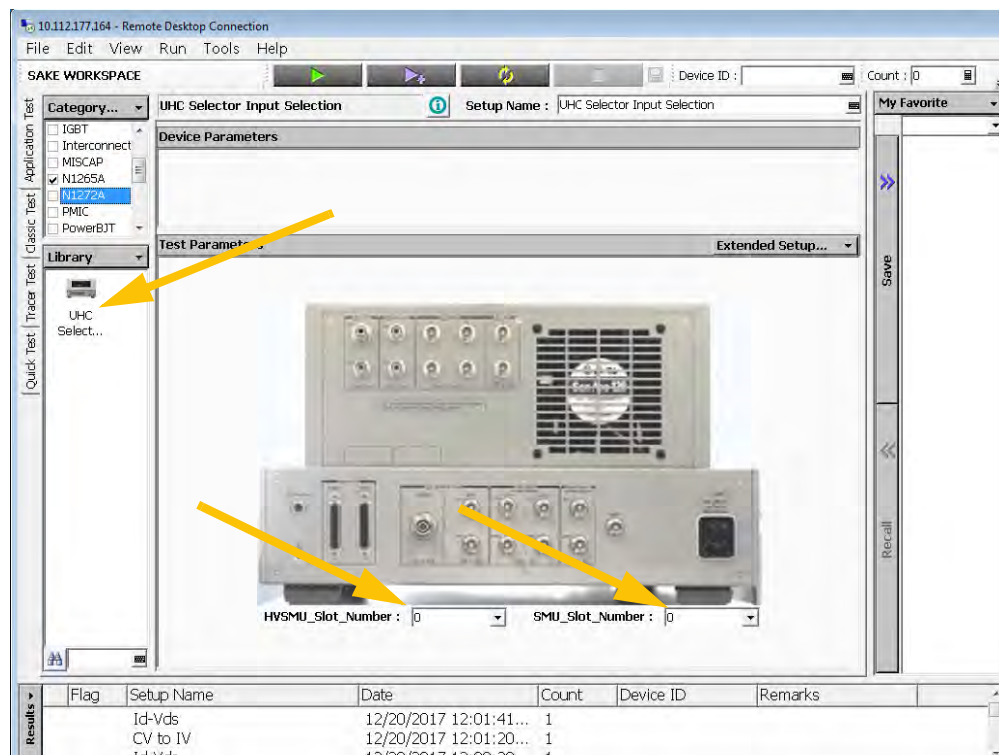 10.112.177.164 - Remote Desktop Connection
File Edit View Run Tools Help
SAKE WORKSPACE
Device ID :
Count : 0
Application Test
Classic Test
Tracer Test
Quick Test
Category...
IGBT
Interconnect
MISCAP
N1265A
N1272A
PMIC
PowerBJT
Library
UHC
Select...
UHC Selector Input Selection
Setup Name : UHC Selector Input Selection
Device Parameters
Test Parameters
Extended Setup...
HVSMU_Slot_Number : 0
SMU_Slot_Number : 0
My Favorite
Save
Recall
Results
Flag Setup Name Date Count Device ID Remarks
Id-Vds 12/20/2017 12:01:41... 1
CV to IV 12/20/2017 12:01:20... 1